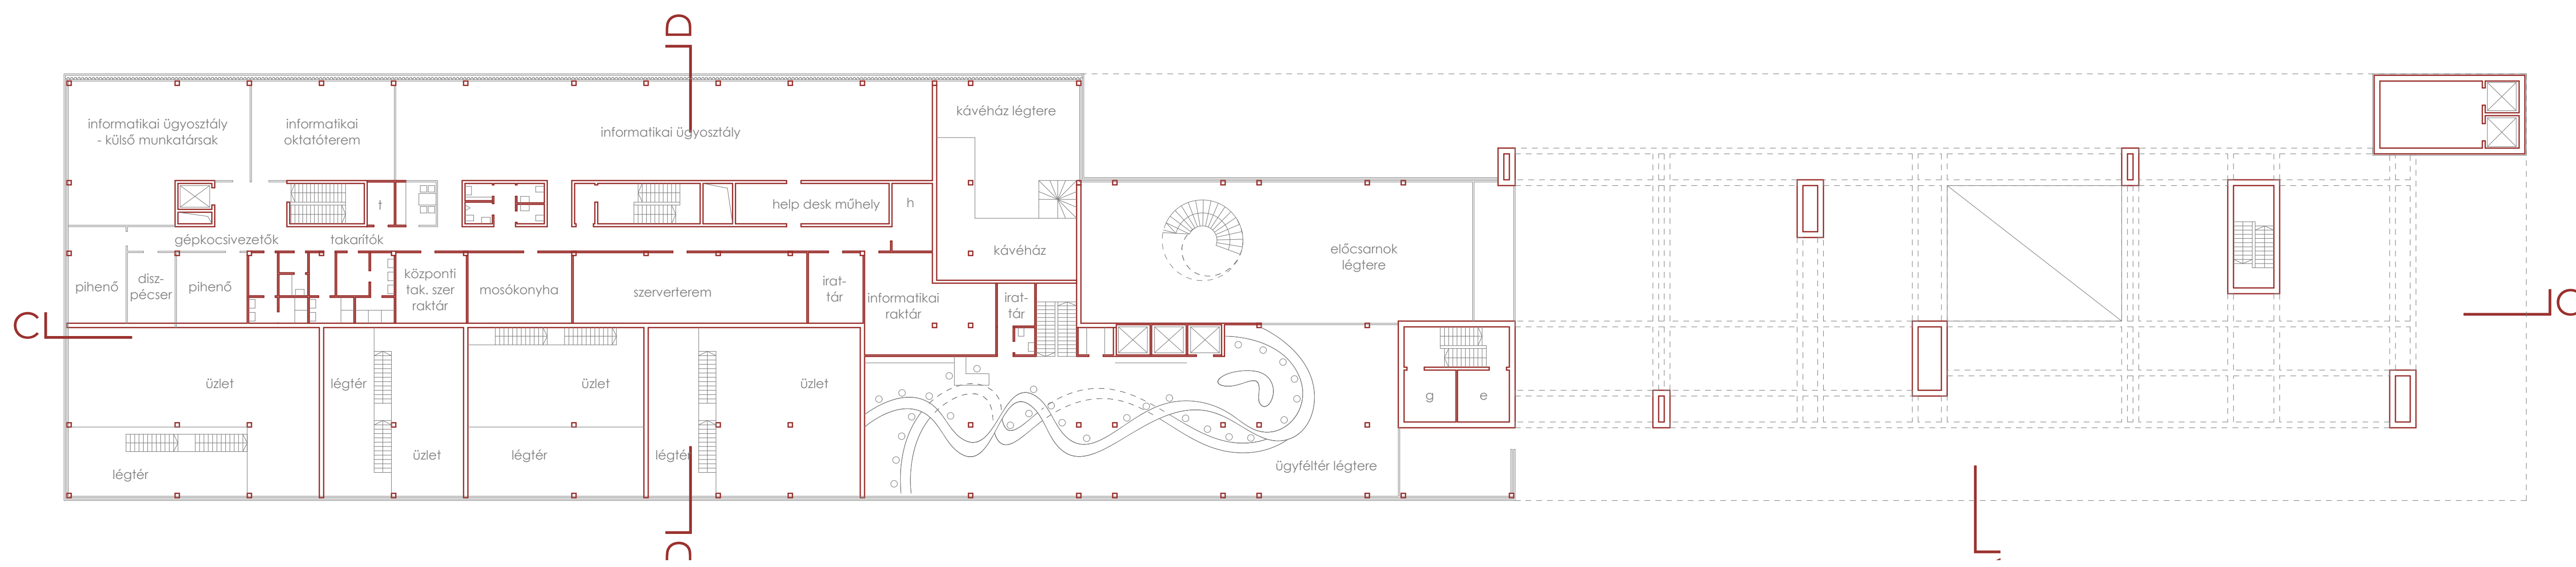 D
informatikai ügyosztály
- külső munkatársak
informatikai
oktatóterem
informatikai ügyosztály
kávéház légtere
t
help desk műhely
h
gépkocsivezetők
takarítók
kávéház
előcsarnok
légtere
pihenő
disz-
pécser
pihenő
központi
tak. szer
raktár
mosókonyha
szerverterem
irat-
tár
informatikai
raktár
irat-
tár
C
C
üzlet
légtér
üzlet
üzlet
g
e
légtér
üzlet
légtér
légtér
ügyféltér légtere
D